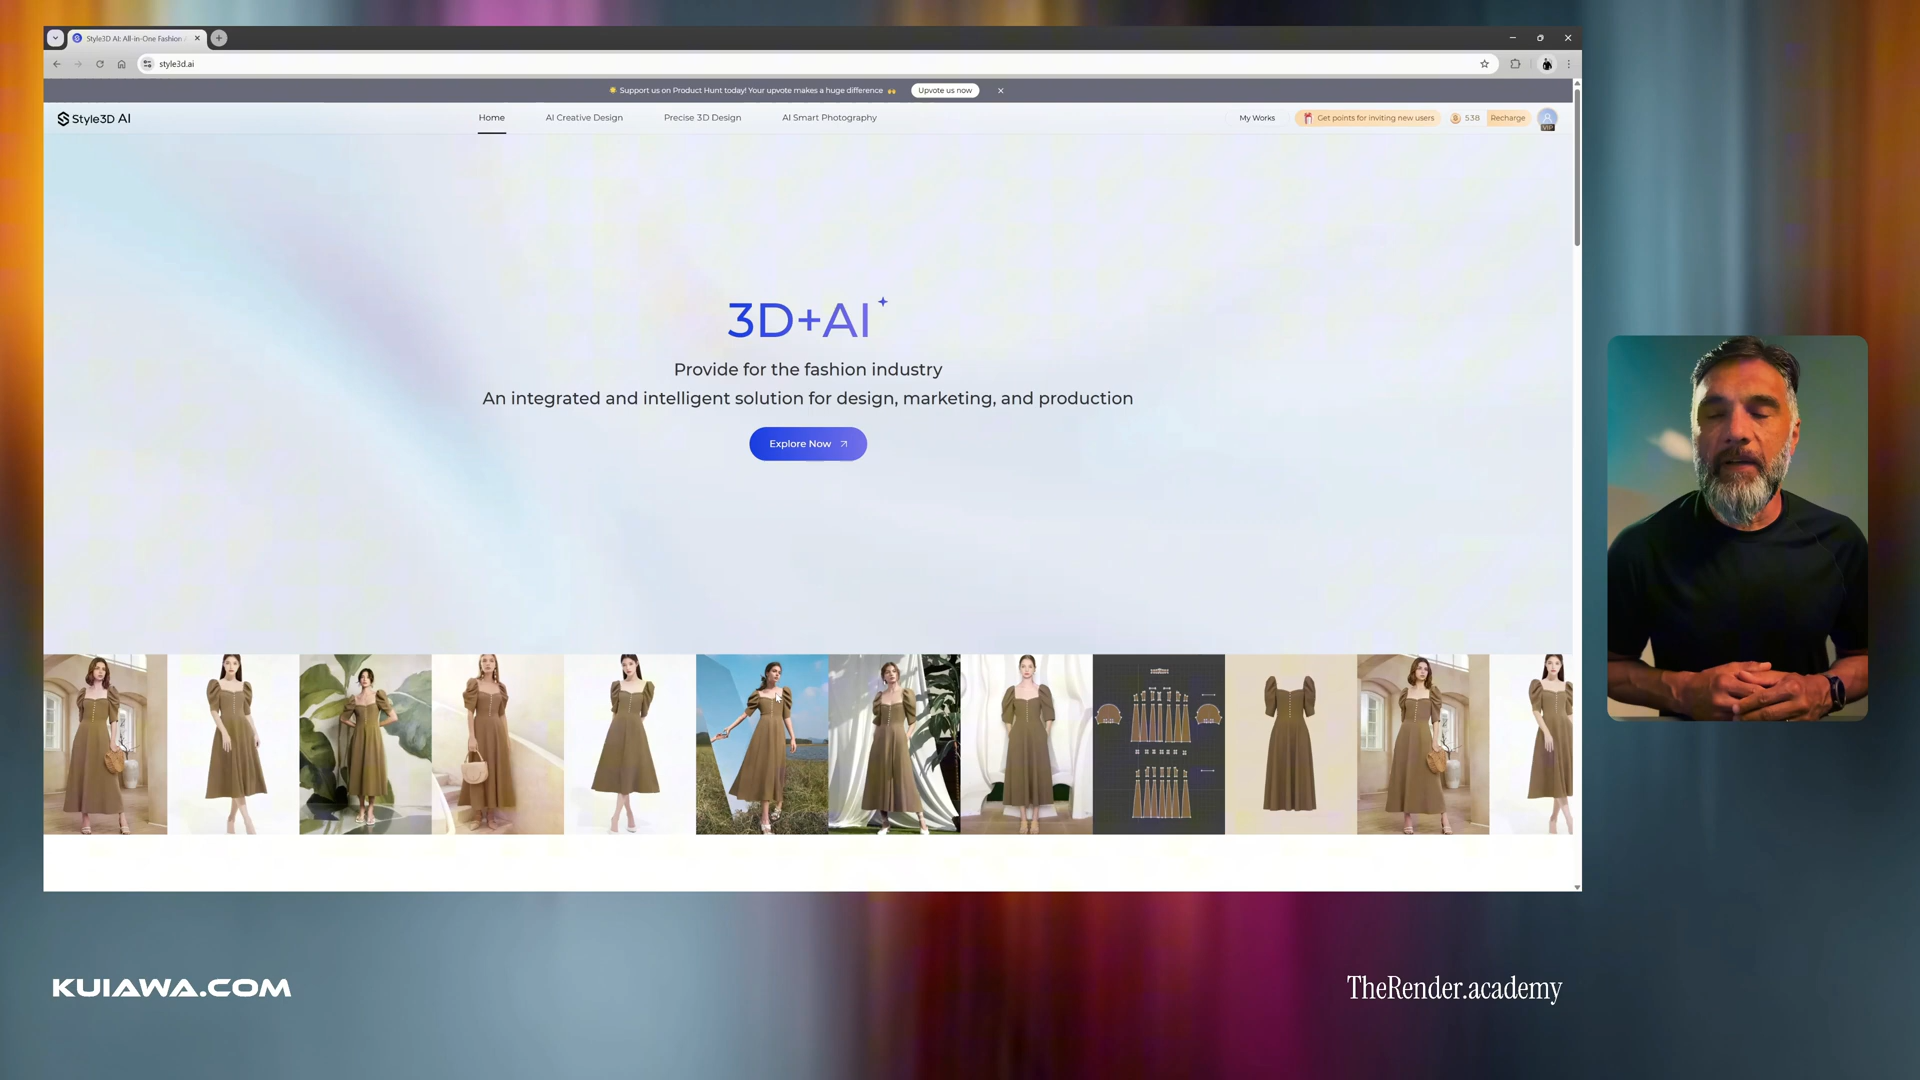 Style3D AI: All-in-One Fashion
style3d.ai
Support us on Product Hunt today! Your upvote makes a huge difference
Upvote us now
Style3D AI
Home
AI Creative Design
Precise 3D Design
AI Smart Photography
My Works
Get points for inviting new users
538
Recharge
VIP
3D+AI
Provide for the fashion industry
An integrated and intelligent solution for design, marketing, and production
Explore Now
KUIAWA.COM
TheRender.academy